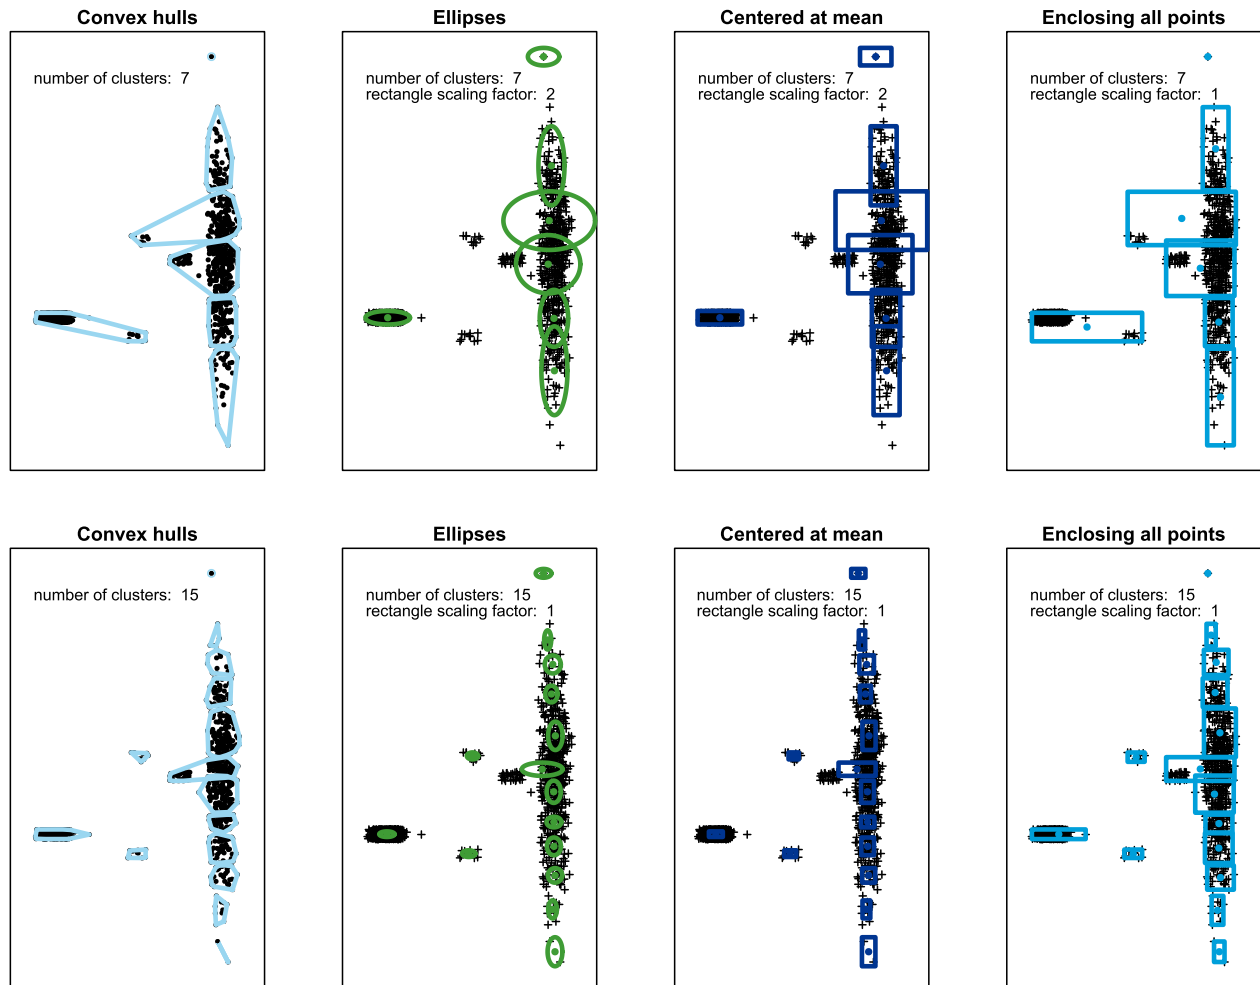 Convex hulls
Ellipses
Centered at mean
Enclosing all points
number of clusters: 7
number of clusters: 7
rectangle scaling factor: 2
number of clusters: 7
rectangle scaling factor: 2
number of clusters: 7
rectangle scaling factor: 1
Convex hulls
Ellipses
Centered at mean
Enclosing all points
number of clusters: 15
number of clusters: 15
rectangle scaling factor: 1
number of clusters: 15
rectangle scaling factor: 1
number of clusters: 15
rectangle scaling factor: 1